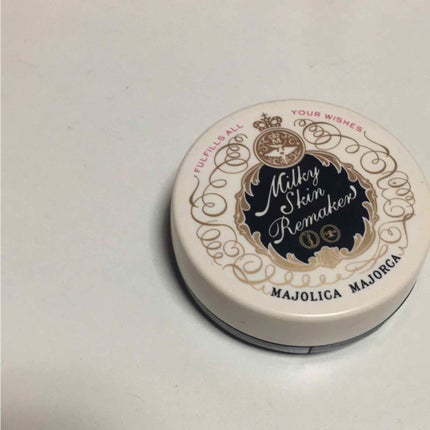 FULFILLS ALL YOUR WISHES
Milky
Skin
Remaker
MAJOLICA MAJORCA